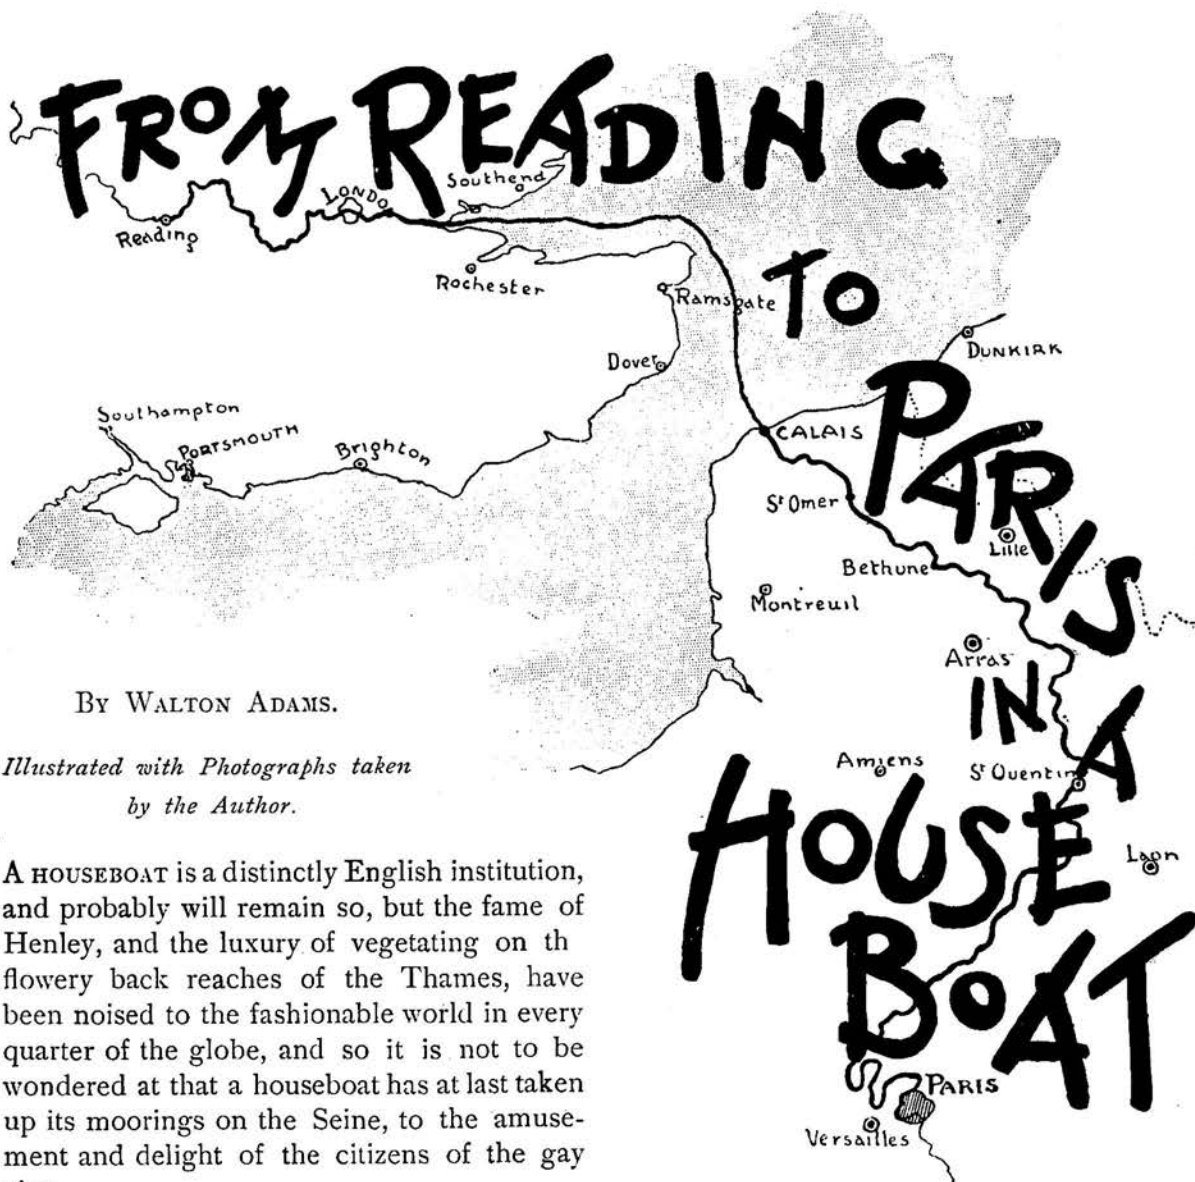 FROM READING
TO
PARIS
IN A
HOUSE
BOAT
Southend
LONDON
Reading
Rochester
Ramsgate
Dover
DUNKIRK
Southampton
PORTSMOUTH
Brighton
CALAIS
St Omer
Lille
Bethune
Montreuil
Arras
Amiens
St Quentin
Laon
PARIS
Versailles
BY WALTON ADAMS.
Illustrated with Photographs taken
by the Author.
A HOUSEBOAT is a distinctly English institution,
and probably will remain so, but the fame of
Henley, and the luxury of vegetating on th
flowery back reaches of the Thames, have
been noised to the fashionable world in every
quarter of the globe, and so it is not to be
wondered at that a houseboat has at last taken
up its moorings on the Seine, to the amuse-
ment and delight of the citizens of the gay